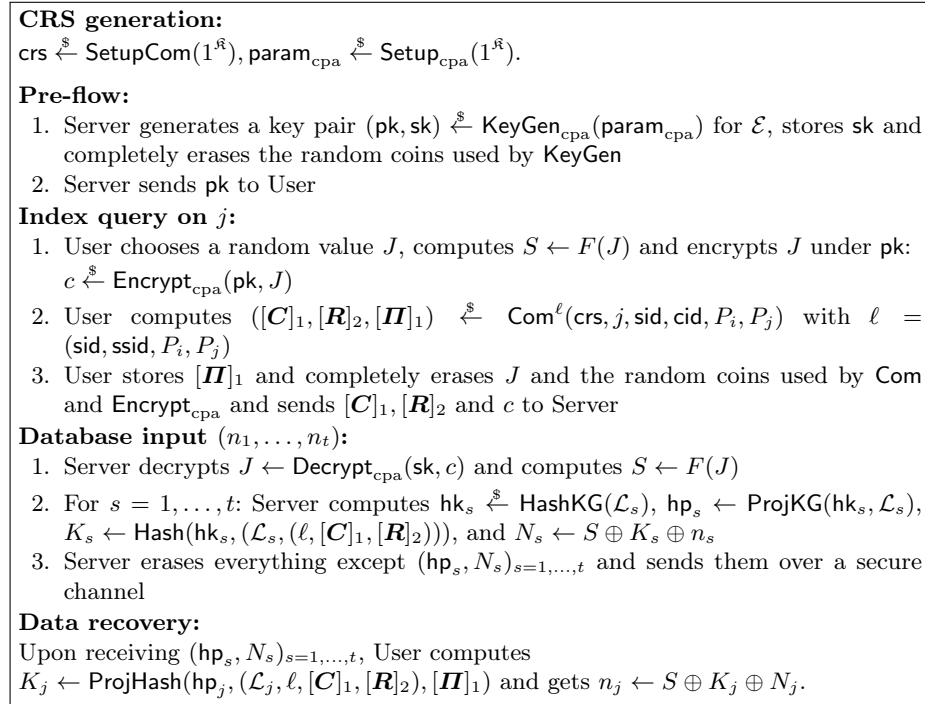 CRS generation:
crs ←$ SetupCom(1^𝔎), param_cpa ←$ Setup_cpa(1^𝔎).
Pre-flow:
1. Server generates a key pair (pk, sk) ←$ KeyGen_cpa(param_cpa) for ℰ, stores sk and
completely erases the random coins used by KeyGen
2. Server sends pk to User
Index query on j:
1. User chooses a random value J, computes S ← F(J) and encrypts J under pk:
c ←$ Encrypt_cpa(pk, J)
2. User computes ([C]_1, [R]_2, [Π]_1) ←$ Com^ℓ(crs, j, sid, cid, P_i, P_j) with ℓ =
(sid, ssid, P_i, P_j)
3. User stores [Π]_1 and completely erases J and the random coins used by Com
and Encrypt_cpa and sends [C]_1, [R]_2 and c to Server
Database input (n_1, . . . , n_t):
1. Server decrypts J ← Decrypt_cpa(sk, c) and computes S ← F(J)
2. For s = 1, . . . , t: Server computes hk_s ←$ HashKG(ℒ_s), hp_s ← ProjKG(hk_s, ℒ_s),
K_s ← Hash(hk_s, (ℒ_s, (ℓ, [C]_1, [R]_2))), and N_s ← S ⊕ K_s ⊕ n_s
3. Server erases everything except (hp_s, N_s)_{s=1,...,t} and sends them over a secure
channel
Data recovery:
Upon receiving (hp_s, N_s)_{s=1,...,t}, User computes
K_j ← ProjHash(hp_j, (ℒ_j, ℓ, [C]_1, [R]_2), [Π]_1) and gets n_j ← S ⊕ K_j ⊕ N_j.